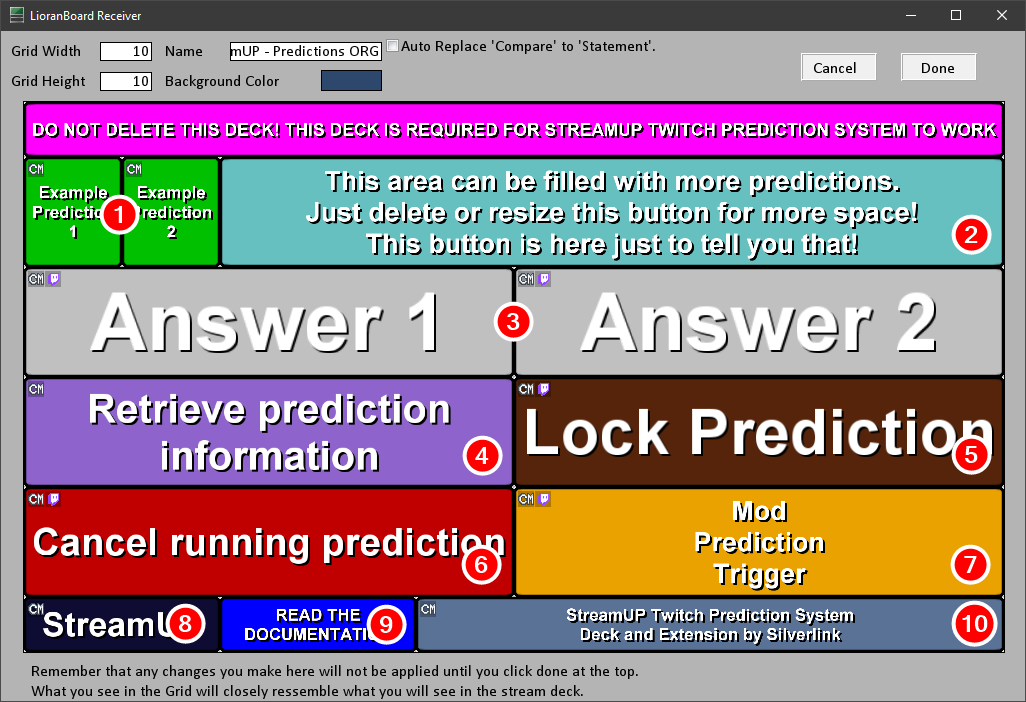 LioranBoard Receiver
Grid Width 10 Name mUP - Predictions ORG Auto Replace 'Compare' to 'Statement'.
Grid Height 10 Background Color Cancel Done
DO NOT DELETE THIS DECK! THIS DECK IS REQUIRED FOR STREAMUP TWITCH PREDICTION SYSTEM TO WORK
CM
Example
Predictio
1
1
CM
Example
rediction
2
This area can be filled with more predictions.
Just delete or resize this button for more space!
This button is here just to tell you that!
2
CM
Answer 1
3
CM
Answer 2
CM
Retrieve prediction
information
4
CM
Lock Prediction
5
CM
Cancel running prediction
6
CM
Mod
Prediction
Trigger
7
CM
StreamU
8
READ THE
DOCUMENTATI
9
CM
StreamUP Twitch Prediction System
Deck and Extension by Silverlink
10
Remember that any changes you make here will not be applied until you click done at the top.
What you see in the Grid will closely ressemble what you will see in the stream deck.